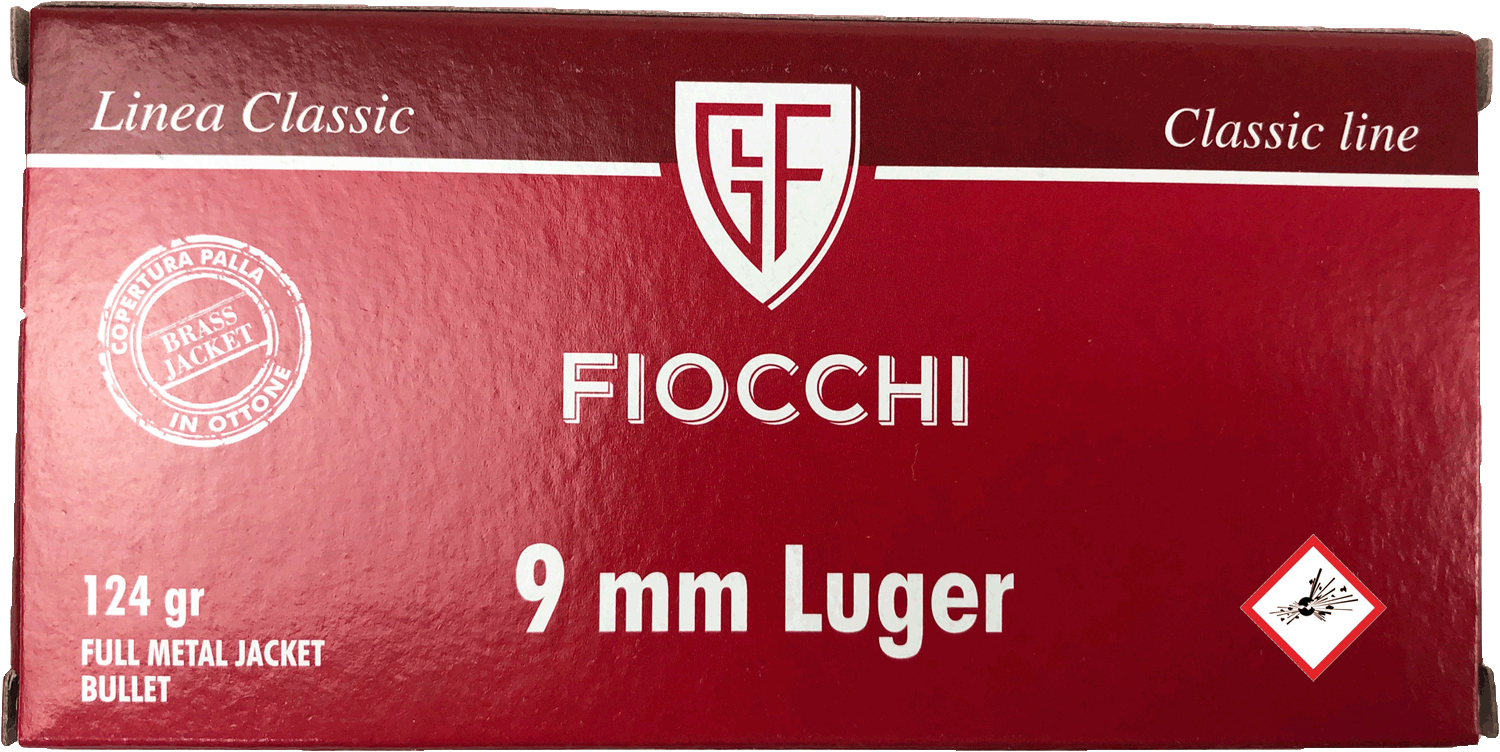 Linea Classic
Classic line
GF
COPERTURA PALLA
BRASS
JACKET
IN OTTONE
FIOCCHI
9 mm Luger
124 gr
FULL METAL JACKET
BULLET